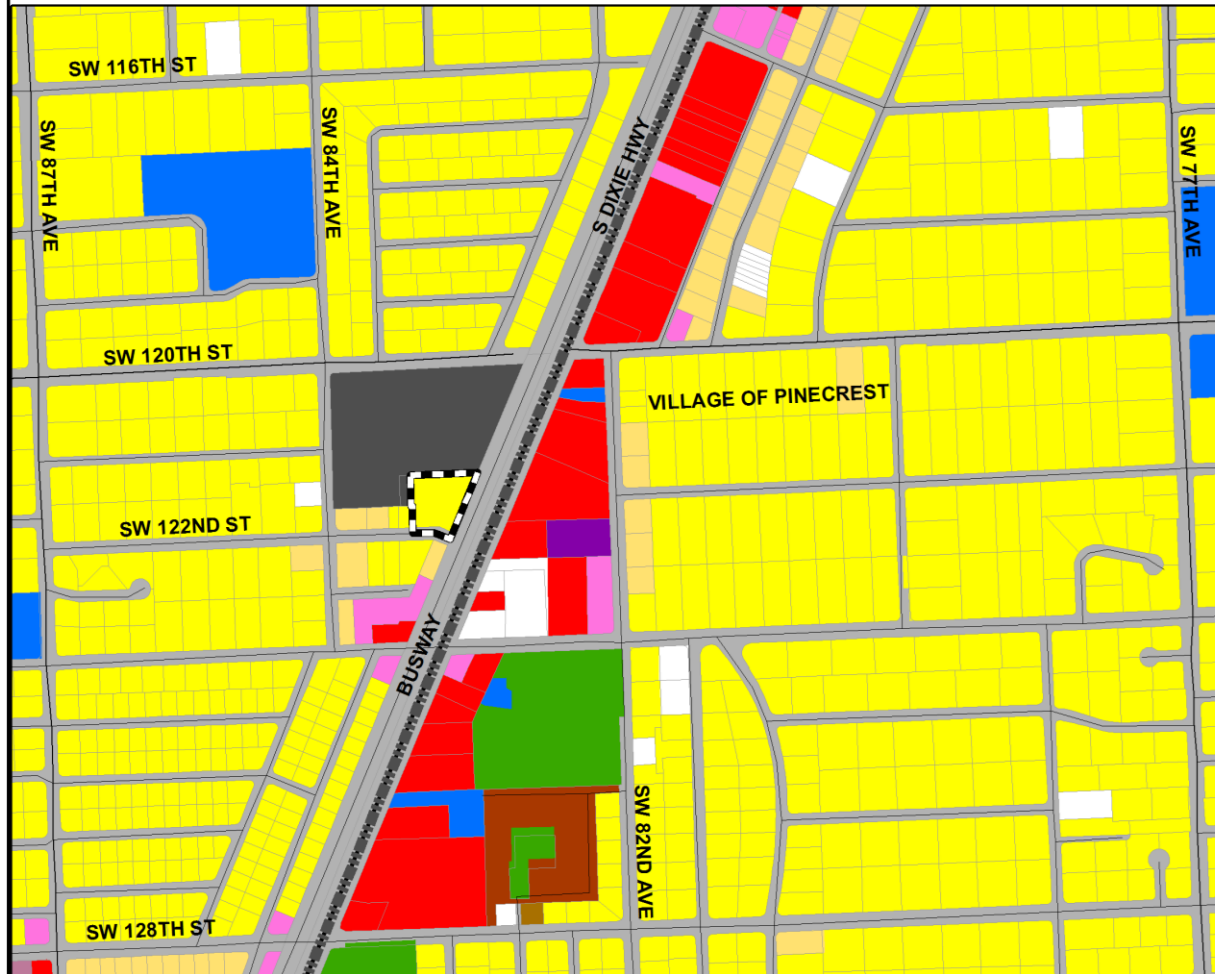 SW 116TH ST
SW 87TH AVE
SW 84TH AVE
S DIXIE HWY
SW 77TH AVE
SW 120TH ST
VILLAGE OF PINECREST
SW 122ND ST
BUSWAY
SW 82ND AVE
SW 128TH ST